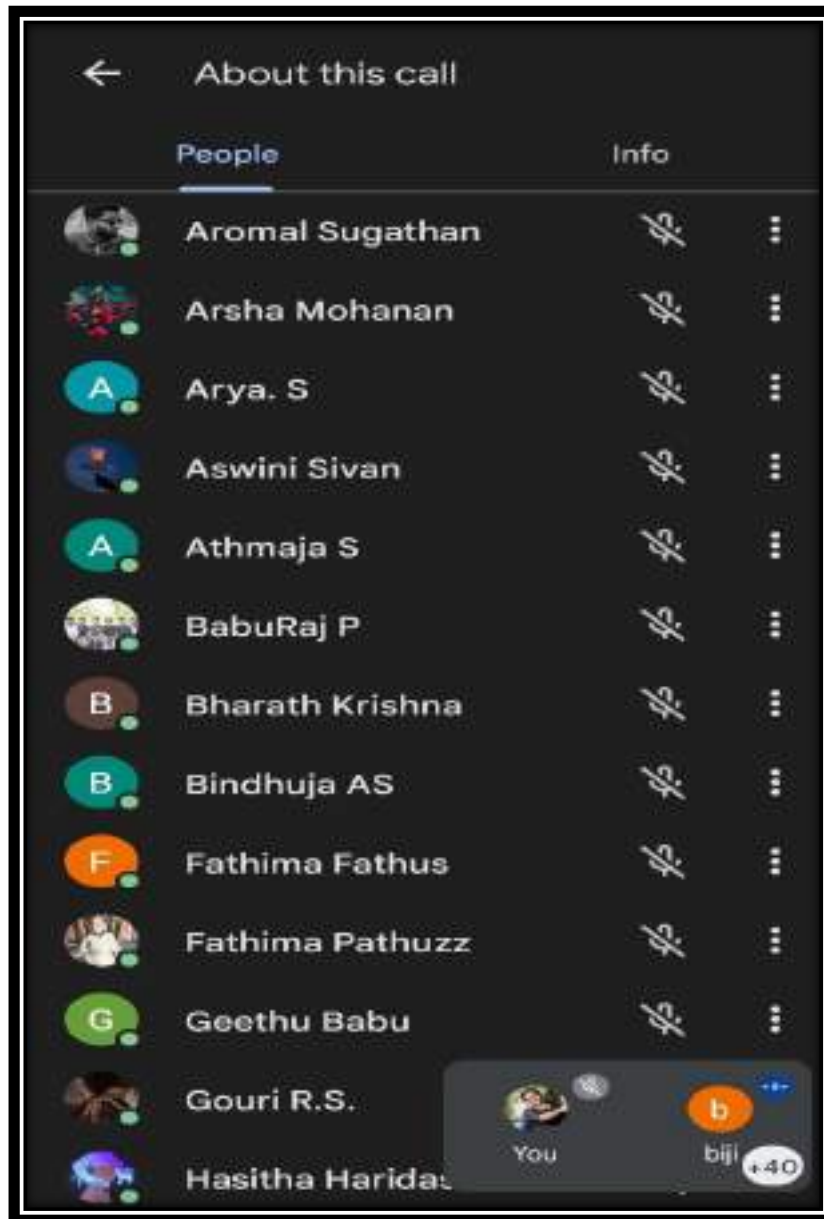 About this call
People Info
Aromal Sugathan
Arsha Mohanan
A Arya. S
Aswini Sivan
A Athmaja S
BabuRaj P
B Bharath Krishna
B Bindhuja AS
F Fathima Fathus
Fathima Pathuzz
G Geethu Babu
Gouri R.S.
b
You biji +40
Hasitha Haridas